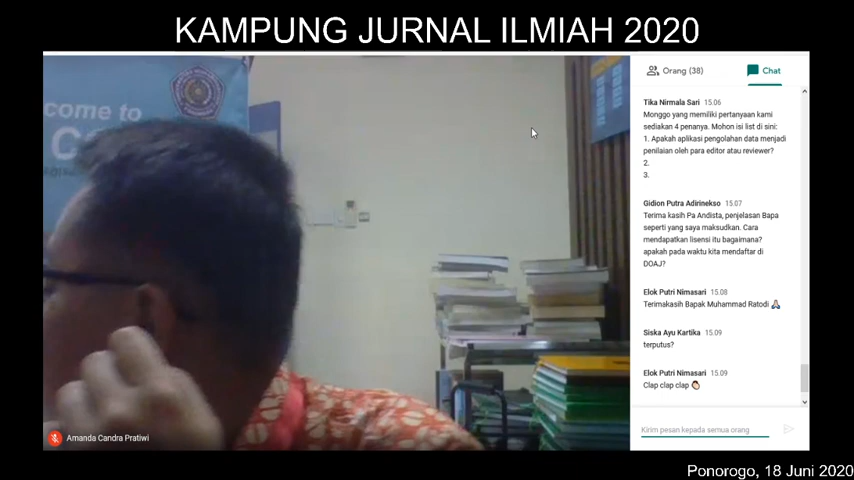 KAMPUNG JURNAL ILMIAH 2020
come to
Orang (38)
Chat
Tika Nirmala Sari 15.06
Monggo yang memiliki pertanyaan kami
sediakan 4 penanya. Mohon isi list di sini:
1. Apakah aplikasi pengolahan data menjadi
penilaian oleh para editor atau reviewer?
2.
3.
Gidion Putra Adirinekso 15.07
Terima kasih Pa Andista, penjelasan Bapa
seperti yang saya maksudkan. Cara
mendapatkan lisensi itu bagaimana?
apakah pada waktu kita mendaftar di
DOAJ?
Elok Putri Nimasari 15.08
Terimakasih Bapak Muhammad Ratodi 🙏
Siska Ayu Kartika 15.09
terputus?
Elok Putri Nimasari 15.09
Clap clap clap
Kirim pesan kepada semua orang
Amanda Candra Pratiwi
Ponorogo, 18 Juni 2020